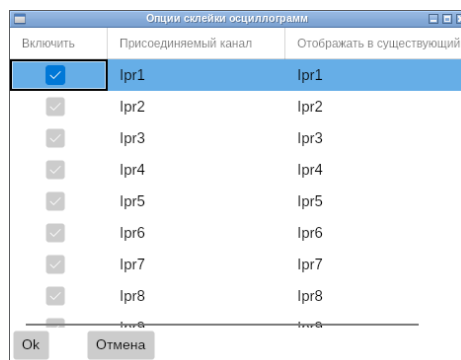 Опции склейки осциллограмм
Включить Присоединяемый канал Отображать в существующий
Ipr1 Ipr1
Ipr2 Ipr2
Ipr3 Ipr3
Ipr4 Ipr4
Ipr5 Ipr5
Ipr6 Ipr6
Ipr7 Ipr7
Ipr8 Ipr8
Ok Отмена